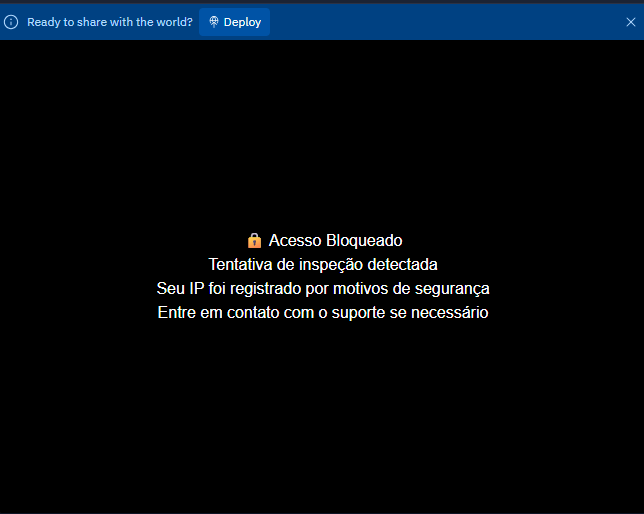 Ready to share with the world? Deploy
🔒 Acesso Bloqueado
Tentativa de inspeção detectada
Seu IP foi registrado por motivos de segurança
Entre em contato com o suporte se necessário